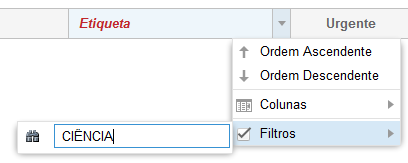 Etiqueta Urgente
Ordem Ascendente
Ordem Descendente
Colunas
CIÊNCIA Filtros